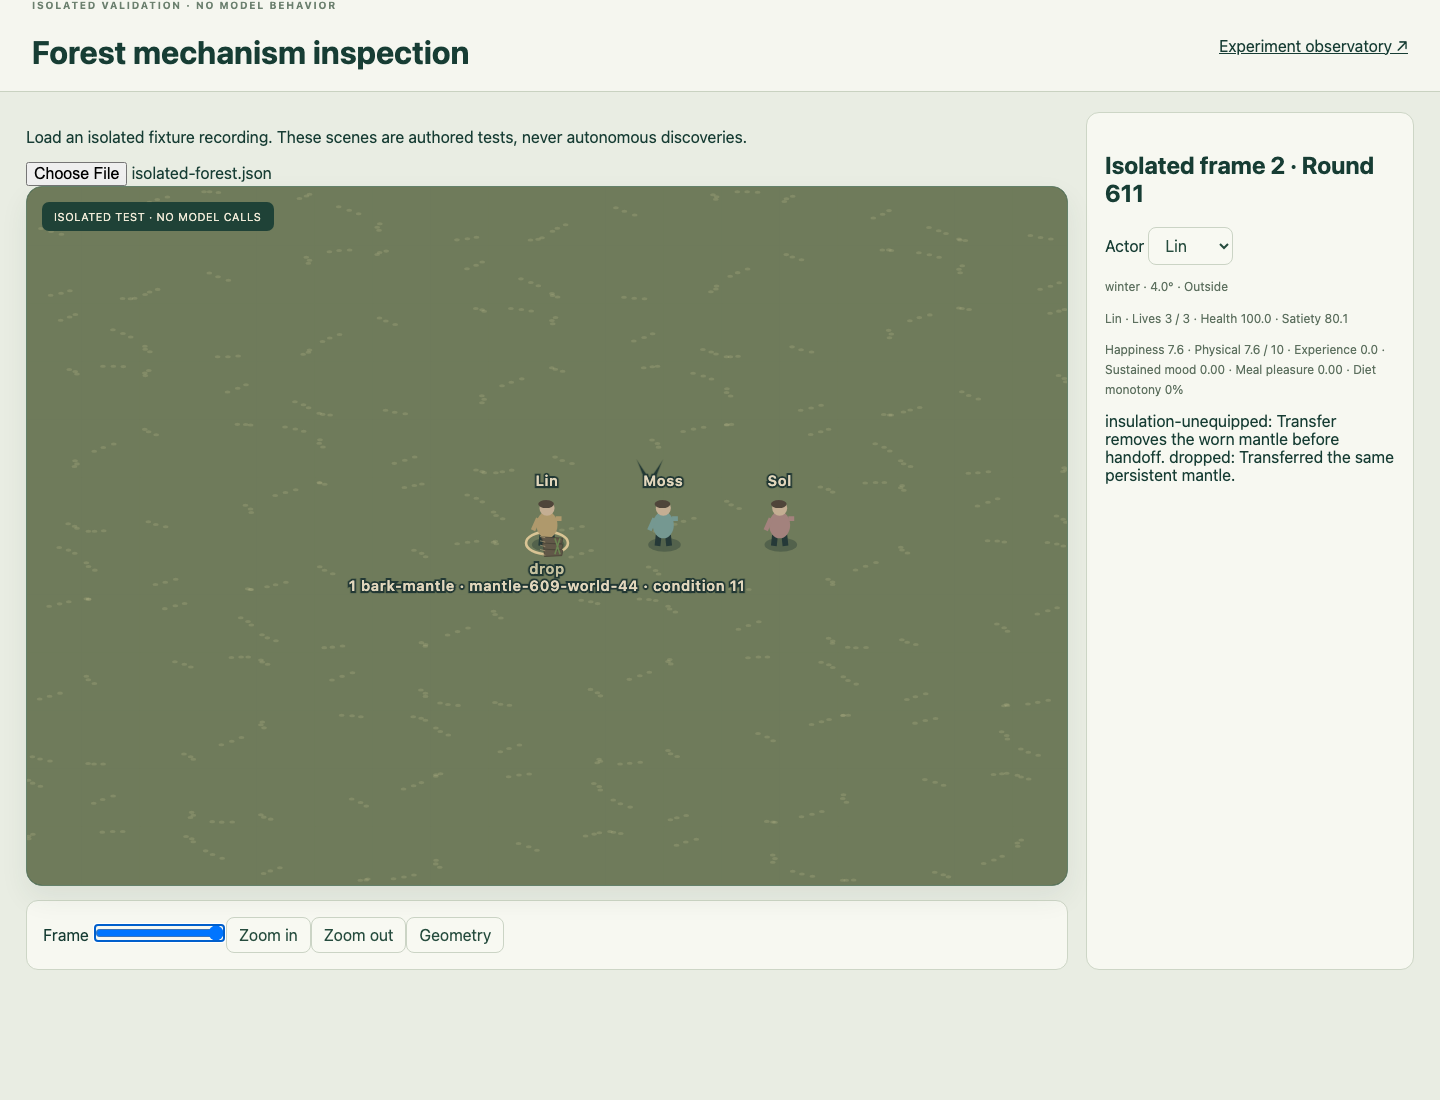 ISOLATED VALIDATION · NO MODEL BEHAVIOR
Forest mechanism inspection
Experiment observatory ↗
Load an isolated fixture recording. These scenes are authored tests, never autonomous discoveries.
Choose File isolated-forest.json
ISOLATED TEST · NO MODEL CALLS
Lin
Moss
Sol
drop
1 bark-mantle · mantle-609-world-44 · condition 11
Frame
Zoom in
Zoom out
Geometry
Isolated frame 2 · Round
611
Actor Lin
winter · 4.0° · Outside
Lin · Lives 3 / 3 · Health 100.0 · Satiety 80.1
Happiness 7.6 · Physical 7.6 / 10 · Experience 0.0 ·
Sustained mood 0.00 · Meal pleasure 0.00 · Diet
monotony 0%
insulation-unequipped: Transfer
removes the worn mantle before
handoff. dropped: Transferred the same
persistent mantle.